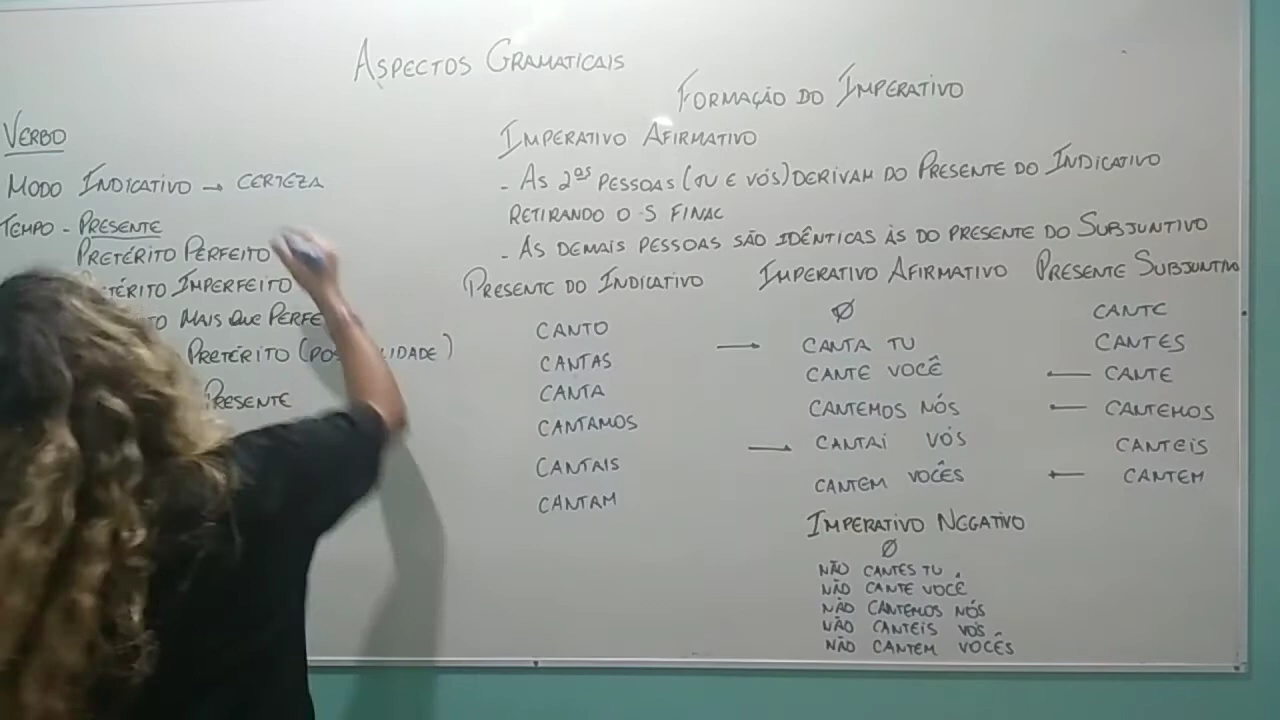 ASPECTOS GRAMATICAIS
FORMAÇÃO DO IMPERATIVO
VERBO
MODO INDICATIVO → CERTEZA
TEMPO - PRESENTE
PRETÉRITO PERFEITO
IMPERFEITO
MAIS QUE
PRETÉRITO
PRESENTE
IMPERATIVO AFIRMATIVO
- AS 2ªS PESSOAS (TU E VÓS) DERIVAM DO PRESENTE DO INDICATIVO
RETIRANDO O -S FINAL
- AS DEMAIS PESSOAS SÃO IDÊNTICAS ÀS DO PRESENTE DO SUBJUNTIVO
PRESENTE DO INDICATIVO IMPERATIVO AFIRMATIVO PRESENTE SUBJUNTIVO
CANTO Ø CANTE
CANTAS → CANTA TU CANTES
CANTA CANTE VOCÊ ← CANTE
CANTAMOS CANTEMOS NÓS ← CANTEMOS
CANTAIS → CANTAI VÓS CANTEIS
CANTAM CANTEM VOCÊS ← CANTEM
IMPERATIVO NEGATIVO
Ø
NÃO CANTES TU
NÃO CANTE VOCÊ
NÃO CANTEMOS NÓS
NÃO CANTEIS VÓS
NÃO CANTEM VOCÊS